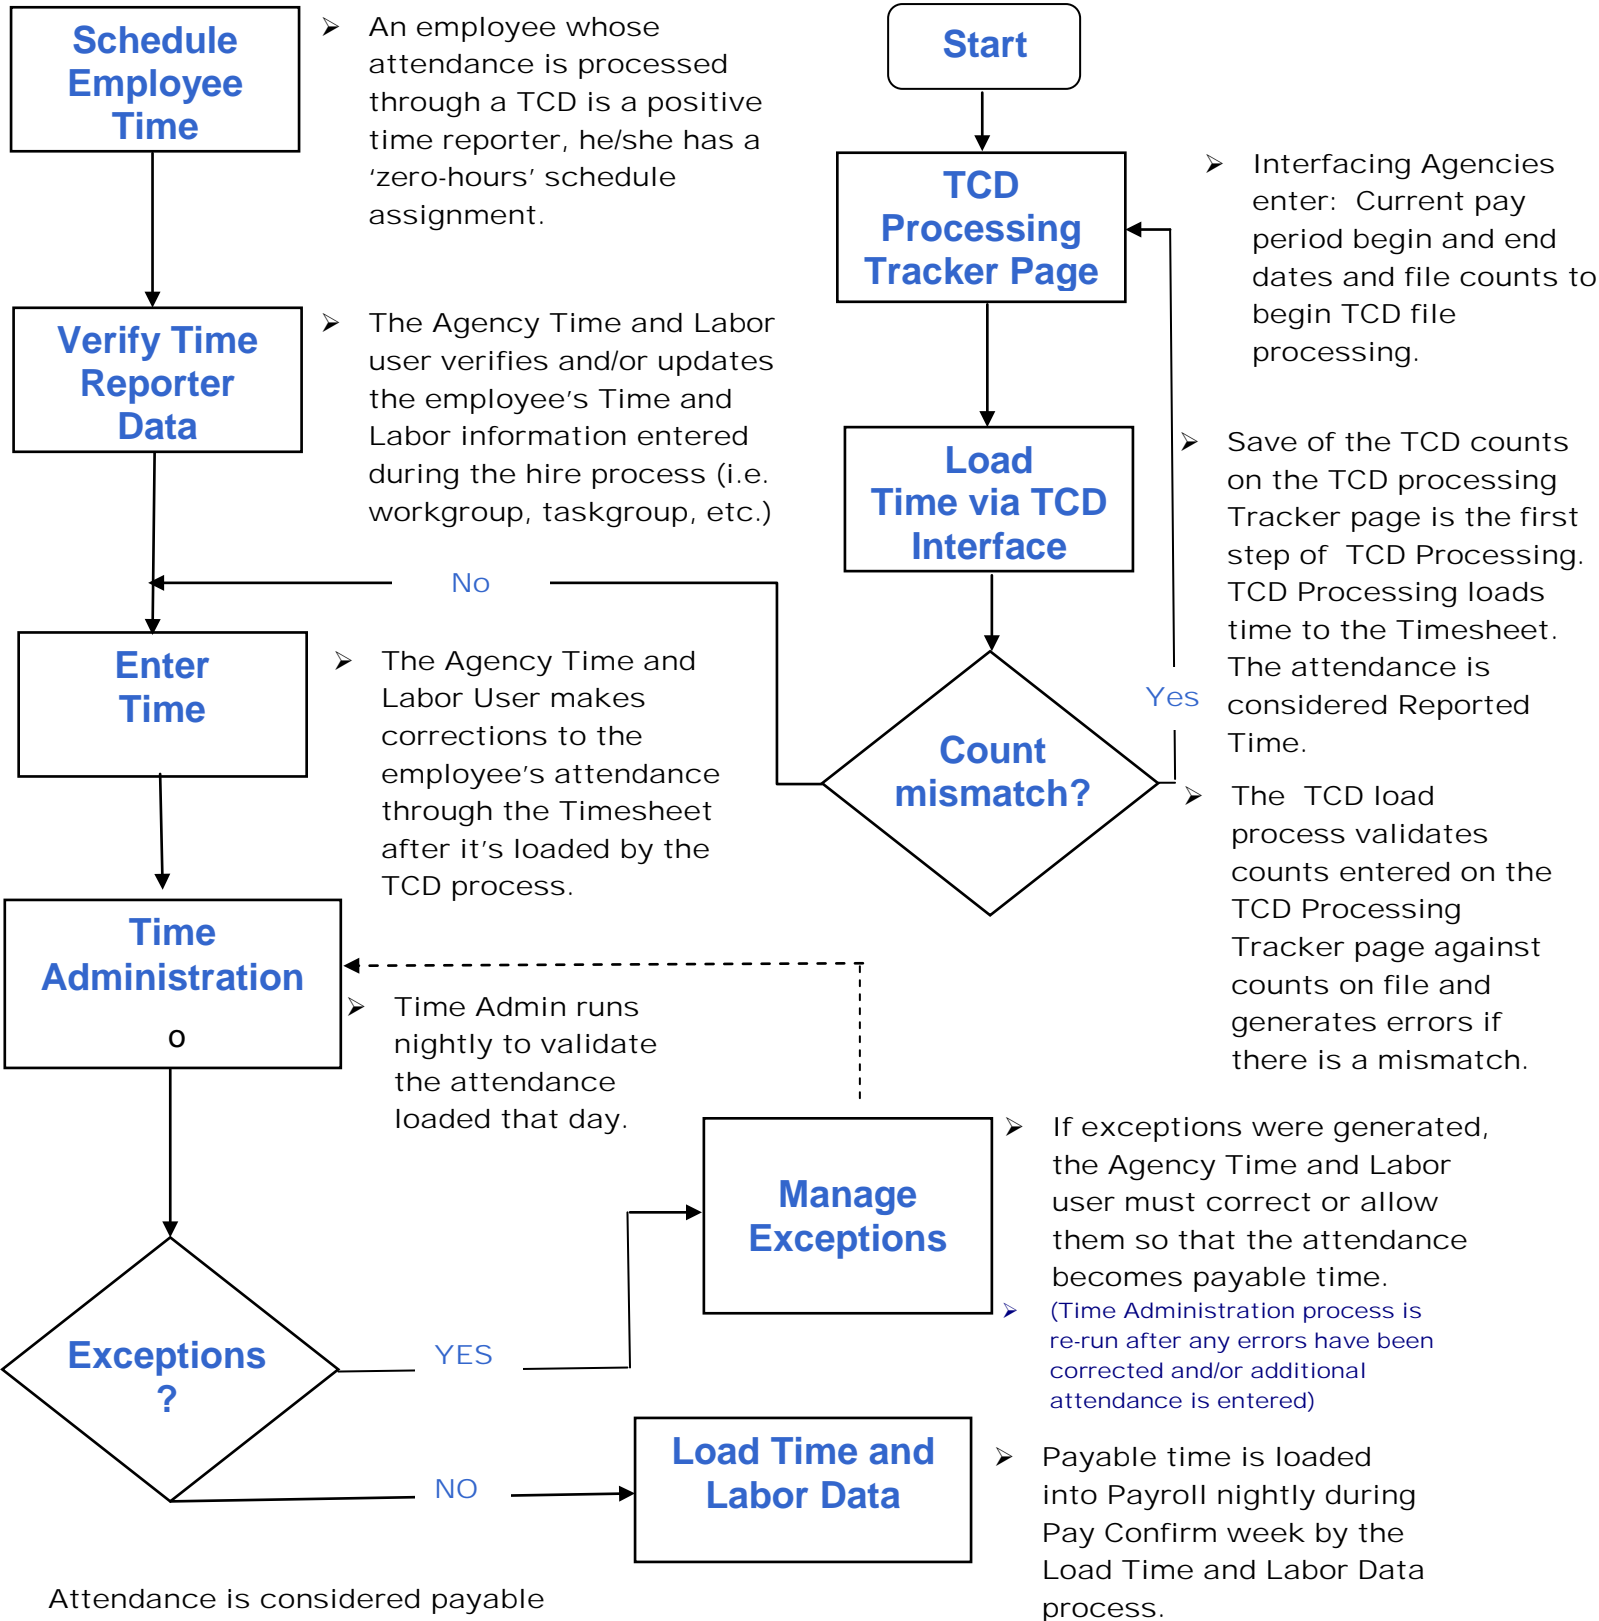 Schedule
Employee
Time
➢ An employee whose
attendance is processed
through a TCD is a positive
time reporter, he/she has a
‘zero-hours’ schedule
assignment.
Verify Time
Reporter
Data
➢ The Agency Time and Labor
user verifies and/or updates
the employee’s Time and
Labor information entered
during the hire process (i.e.
workgroup, taskgroup, etc.)
No
Enter
Time
➢ The Agency Time and
Labor User makes
corrections to the
employee’s attendance
through the Timesheet
after it’s loaded by the
TCD process.
Time
Administration
o
➢ Time Admin runs
nightly to validate
the attendance
loaded that day.
Exceptions
?
YES
NO
Attendance is considered payable
Start
TCD
Processing
Tracker Page
➢ Interfacing Agencies
enter: Current pay
period begin and end
dates and file counts to
begin TCD file
processing.
Load
Time via TCD
Interface
➢ Save of the TCD counts
on the TCD processing
Tracker page is the first
step of TCD Processing.
TCD Processing loads
time to the Timesheet.
The attendance is
considered Reported
Time.
Yes
Count
mismatch?
➢ The TCD load
process validates
counts entered on the
TCD Processing
Tracker page against
counts on file and
generates errors if
there is a mismatch.
Manage
Exceptions
➢ If exceptions were generated,
the Agency Time and Labor
user must correct or allow
them so that the attendance
becomes payable time.
➢ (Time Administration process is
re-run after any errors have been
corrected and/or additional
attendance is entered)
Load Time and
Labor Data
➢ Payable time is loaded
into Payroll nightly during
Pay Confirm week by the
Load Time and Labor Data
process.